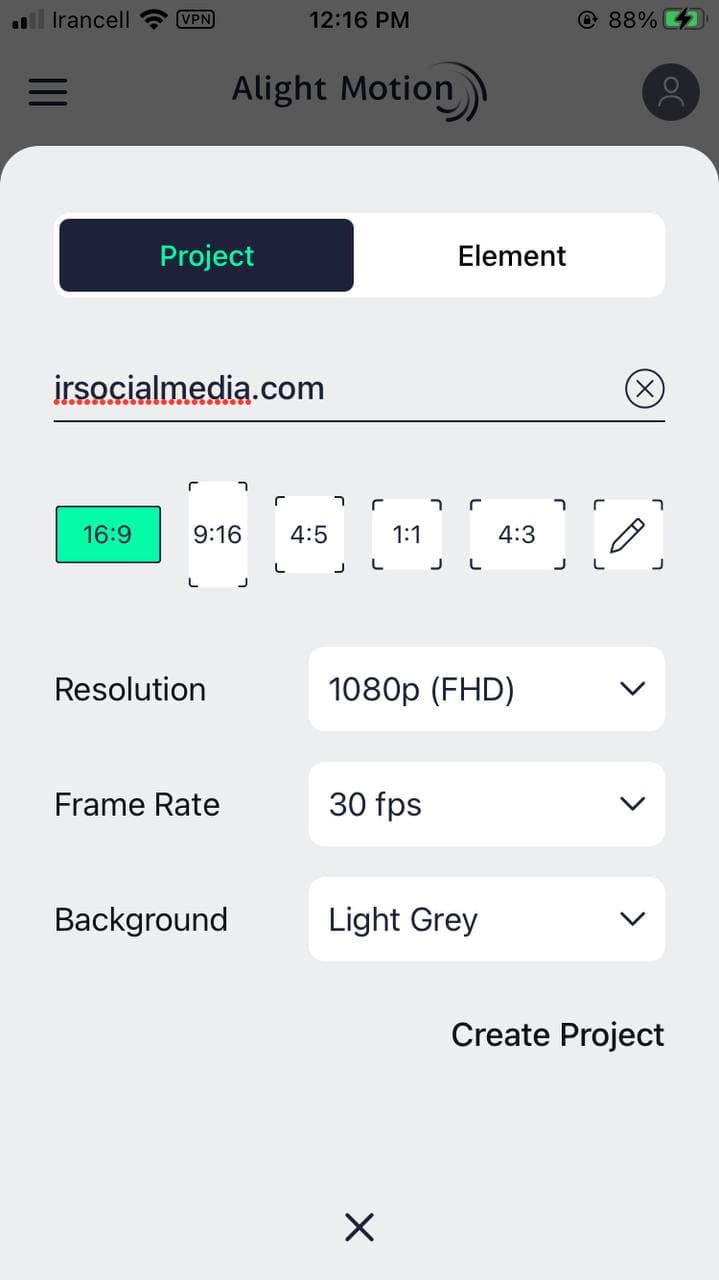 Irancell VPN 12:16 PM 88%
Alight Motion
Project Element
irsocialmedia.com
16:9 9:16 4:5 1:1 4:3
Resolution 1080p (FHD)
Frame Rate 30 fps
Background Light Grey
Create Project